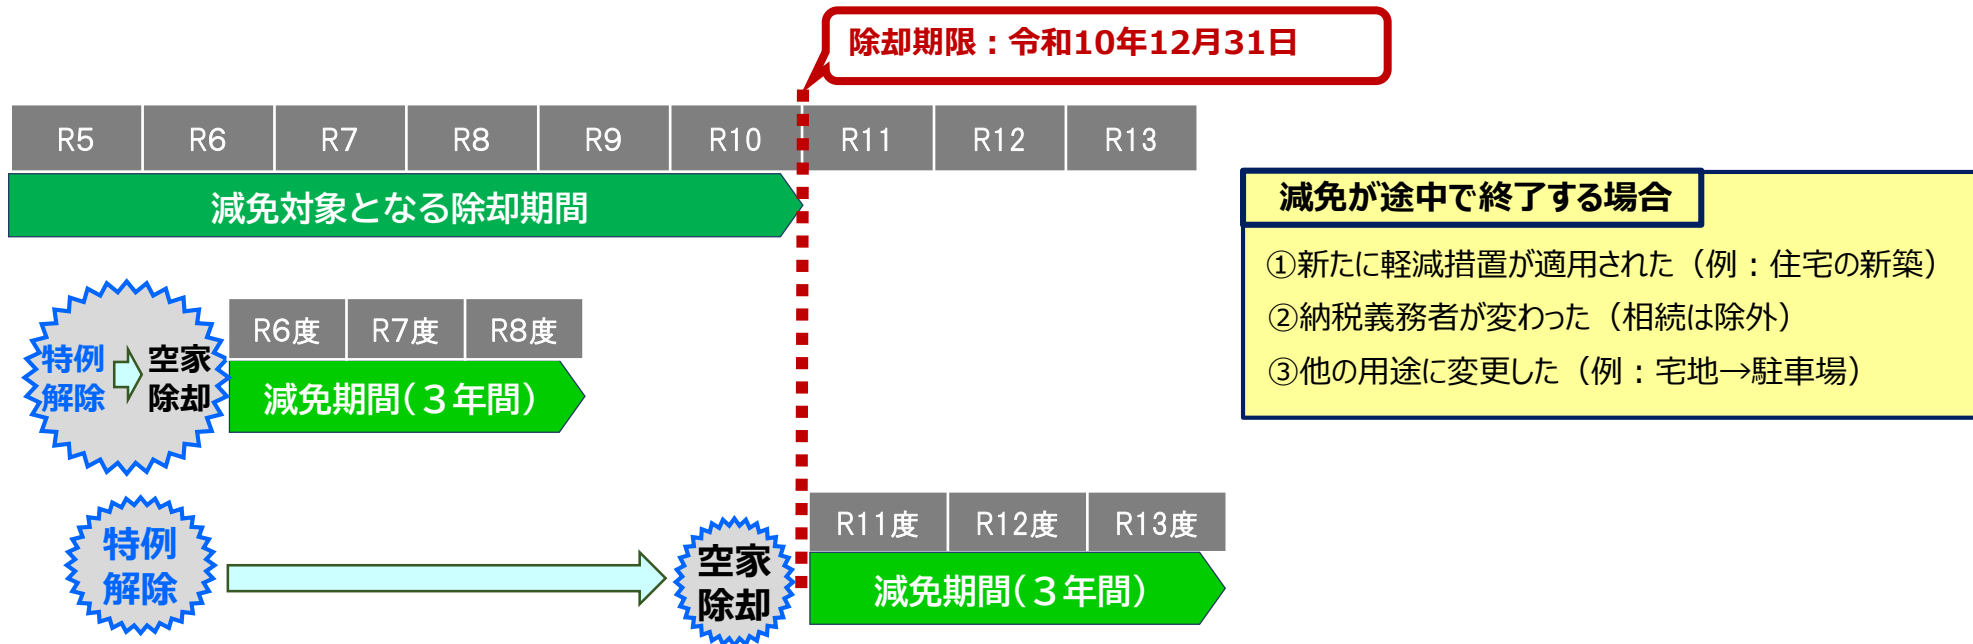 除却期限：令和10年12月31日
R5 R6 R7 R8 R9 R10 R11 R12 R13
減免対象となる除却期間
減免が途中で終了する場合
①新たに軽減措置が適用された（例：住宅の新築）
②納税義務者が変わった（相続は除外）
③他の用途に変更した（例：宅地→駐車場）
特例
解除
空家
除却
R6度 R7度 R8度
減免期間（３年間）
特例
解除
空家
除却
R11度 R12度 R13度
減免期間（３年間）